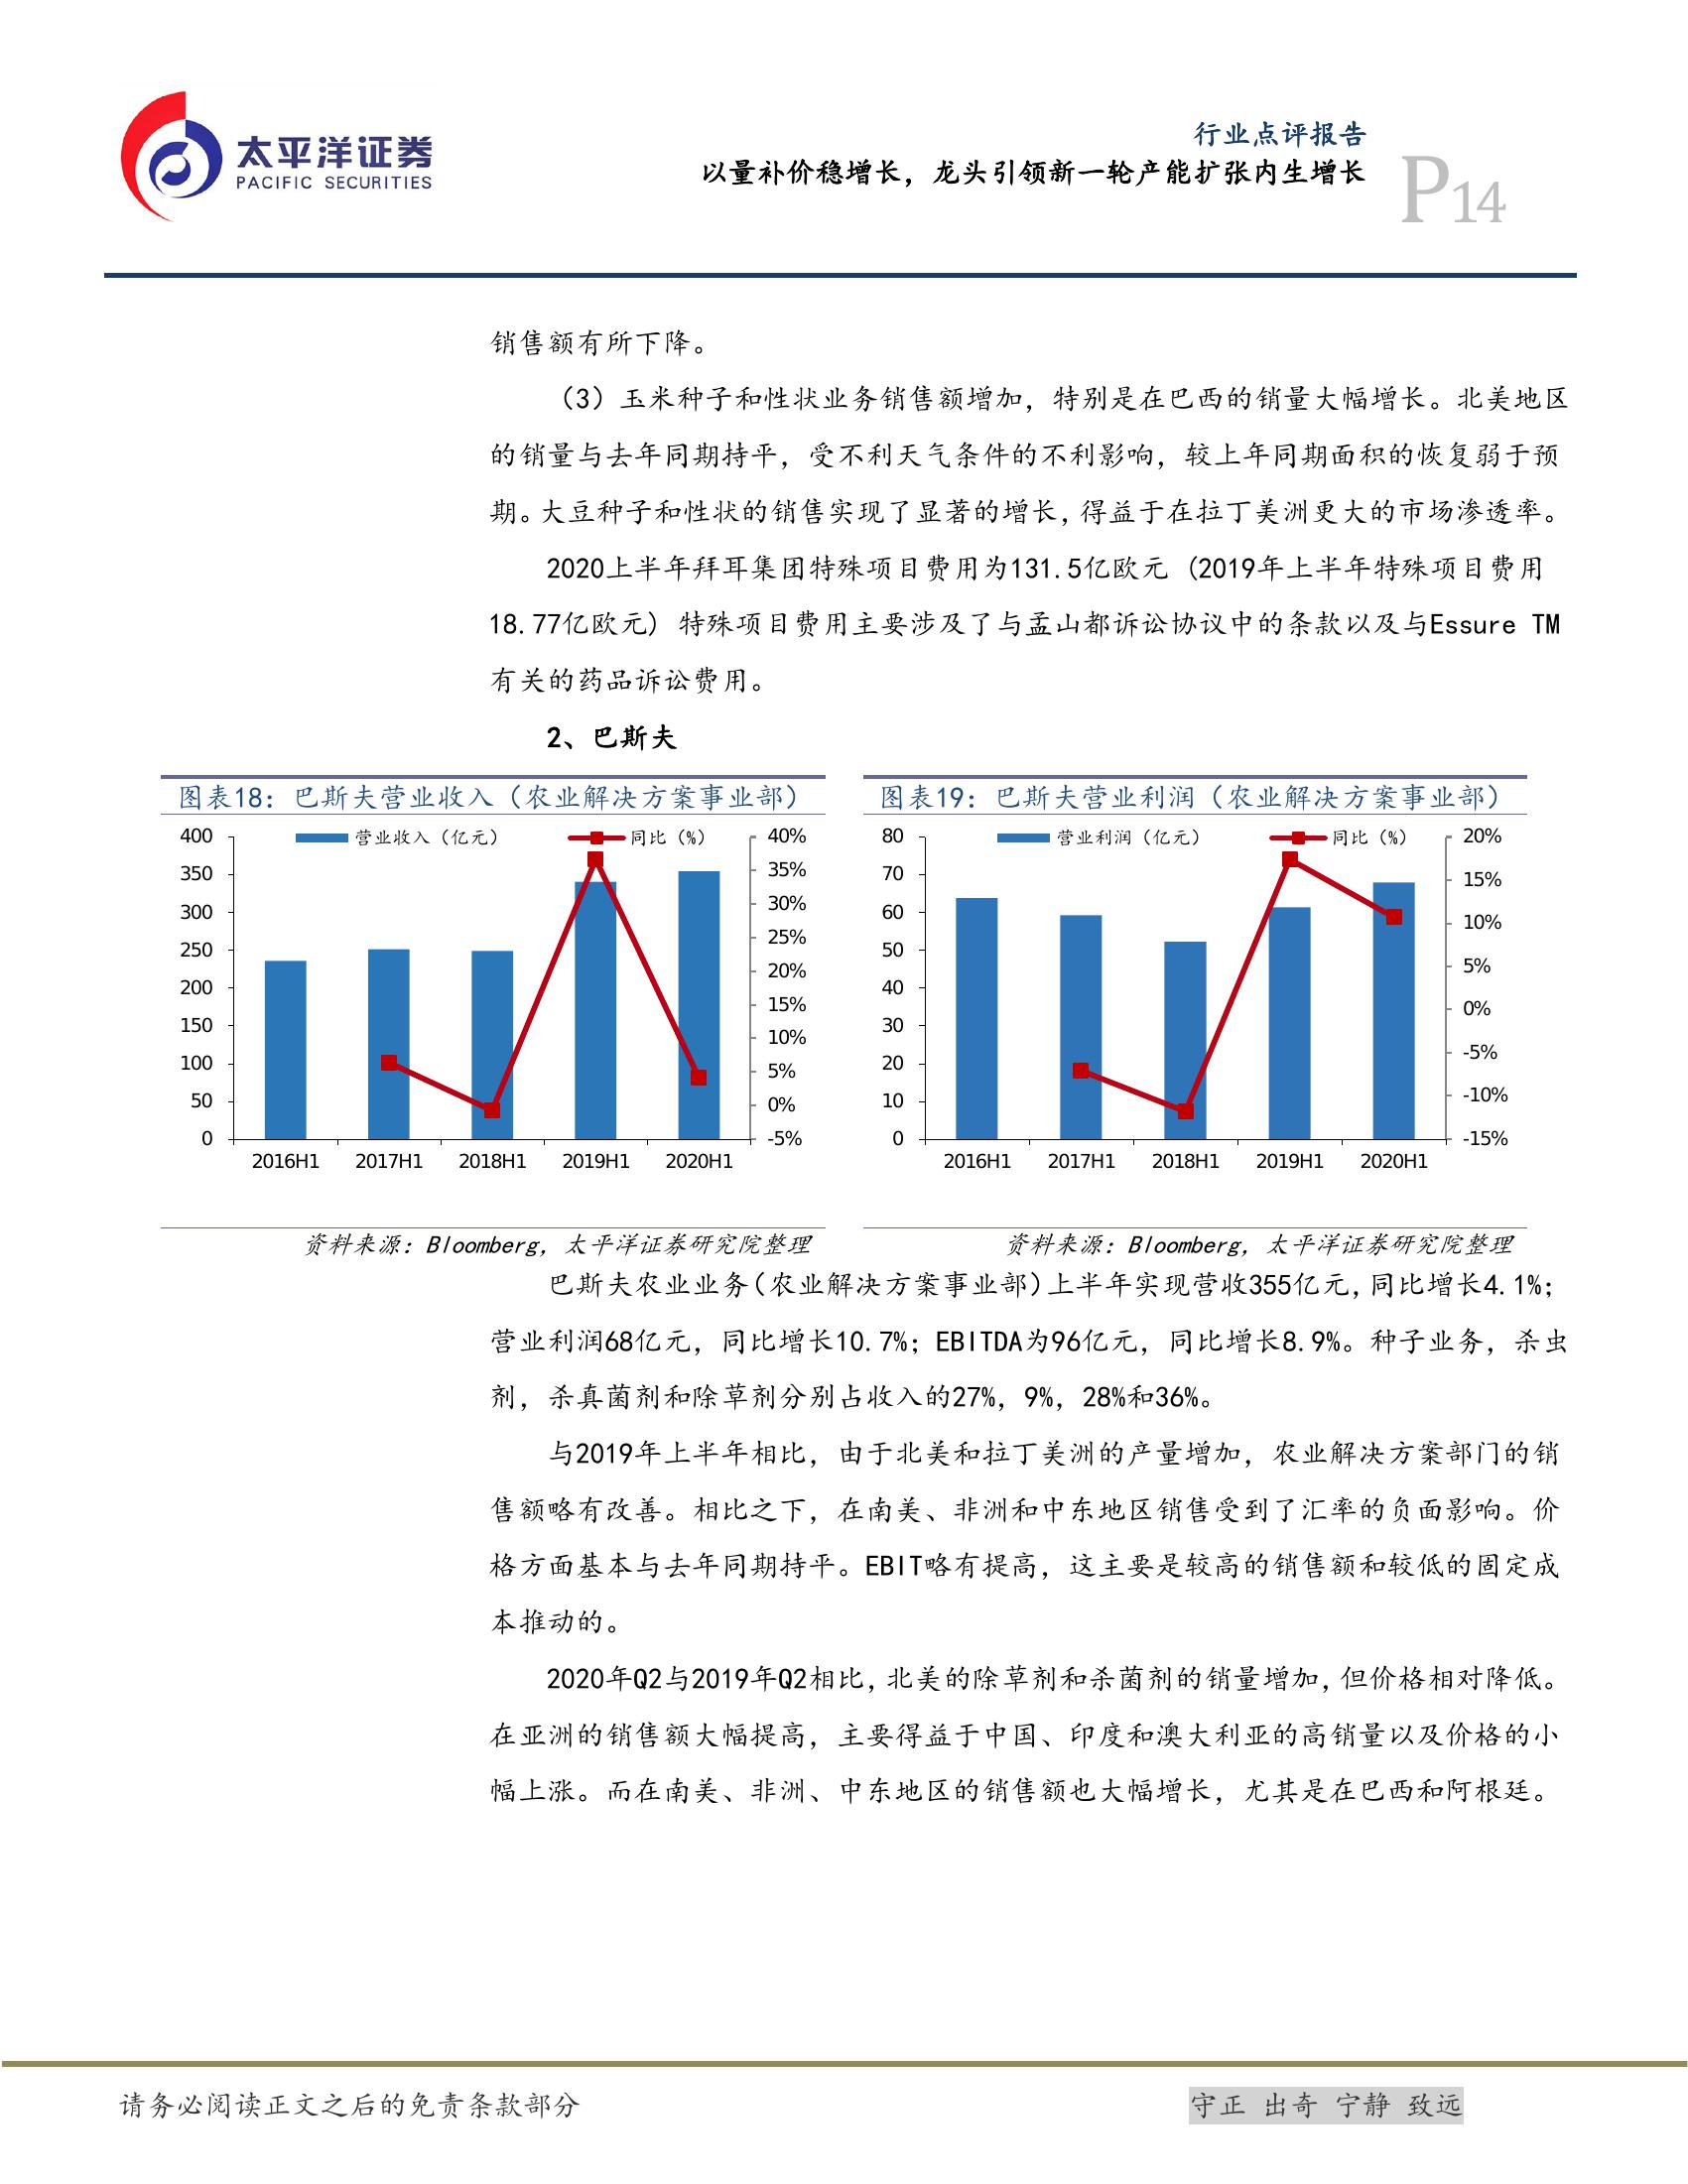 太平洋证券
PACIFIC SECURITIES
行业点评报告
以量补价稳增长，龙头引领新一轮产能扩张内生增长
P14
销售额有所下降。
（3）玉米种子和性状业务销售额增加，特别是在巴西的销量大幅增长。北美地区
的销量与去年同期持平，受不利天气条件的不利影响，较上年同期面积的恢复弱于预
期。大豆种子和性状的销售实现了显著的增长，得益于在拉丁美洲更大的市场渗透率。
2020上半年拜耳集团特殊项目费用为131.5亿欧元（2019年上半年特殊项目费用
18.77亿欧元）特殊项目费用主要涉及了与孟山都诉讼协议中的条款以及与Essure TM
有关的药品诉讼费用。
2、巴斯夫
图表18：巴斯夫营业收入（农业解决方案事业部）
营业收入（亿元） 同比（%）
400
350
300
250
200
150
100
50
0
40%
35%
30%
25%
20%
15%
10%
5%
0%
-5%
2016H1 2017H1 2018H1 2019H1 2020H1
资料来源：Bloomberg，太平洋证券研究院整理
图表19：巴斯夫营业利润（农业解决方案事业部）
营业利润（亿元） 同比（%）
80
70
60
50
40
30
20
10
0
20%
15%
10%
5%
0%
-5%
-10%
-15%
2016H1 2017H1 2018H1 2019H1 2020H1
资料来源：Bloomberg，太平洋证券研究院整理
巴斯夫农业业务（农业解决方案事业部）上半年实现营收355亿元，同比增长4.1%；
营业利润68亿元，同比增长10.7%；EBITDA为96亿元，同比增长8.9%。种子业务，杀虫
剂，杀真菌剂和除草剂分别占收入的27%，9%，28%和36%。
与2019年上半年相比，由于北美和拉丁美洲的产量增加，农业解决方案部门的销
售额略有改善。相比之下，在南美、非洲和中东地区销售受到了汇率的负面影响。价
格方面基本与去年同期持平。EBIT略有提高，这主要是较高的销售额和较低的固定成
本推动的。
2020年Q2与2019年Q2相比，北美的除草剂和杀菌剂的销量增加，但价格相对降低。
在亚洲的销售额大幅提高，主要得益于中国、印度和澳大利亚的高销量以及价格的小
幅上涨。而在南美、非洲、中东地区的销售额也大幅增长，尤其是在巴西和阿根廷。
请务必阅读正文之后的免责条款部分
守正 出奇 宁静 致远